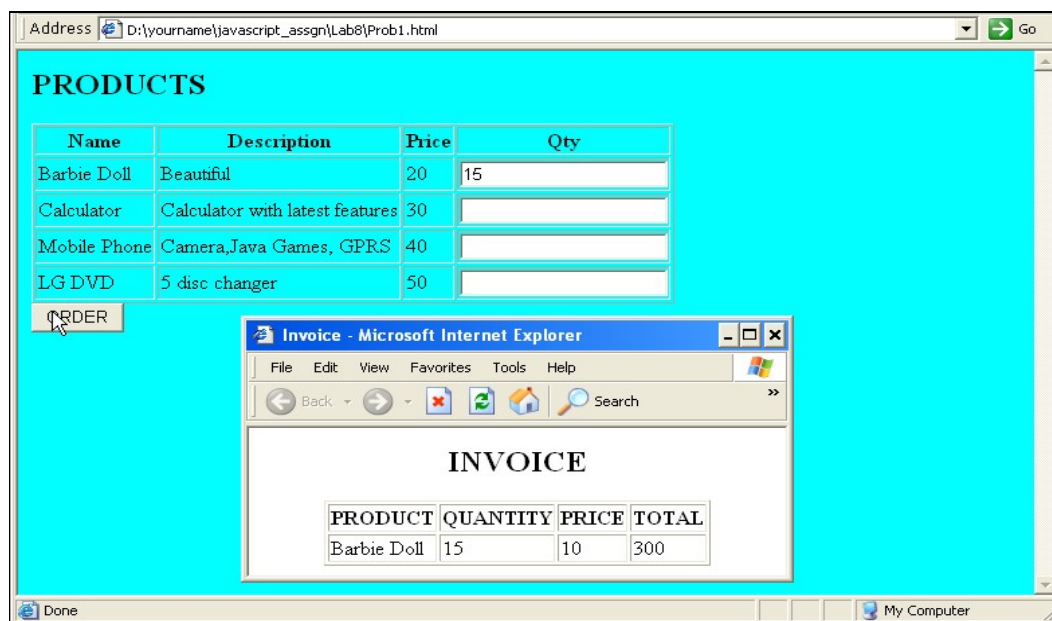 Address D:\yourname\javascript_assgn\Lab8\Prob1.html Go
PRODUCTS
Name Description Price Qty
Barbie Doll Beautiful 20 15
Calculator Calculator with latest features 30
Mobile Phone Camera,Java Games, GPRS 40
LG DVD 5 disc changer 50
ORDER
Invoice - Microsoft Internet Explorer
File Edit View Favorites Tools Help
Back Search »
INVOICE
PRODUCT QUANTITY PRICE TOTAL
Barbie Doll 15 10 300
Done My Computer